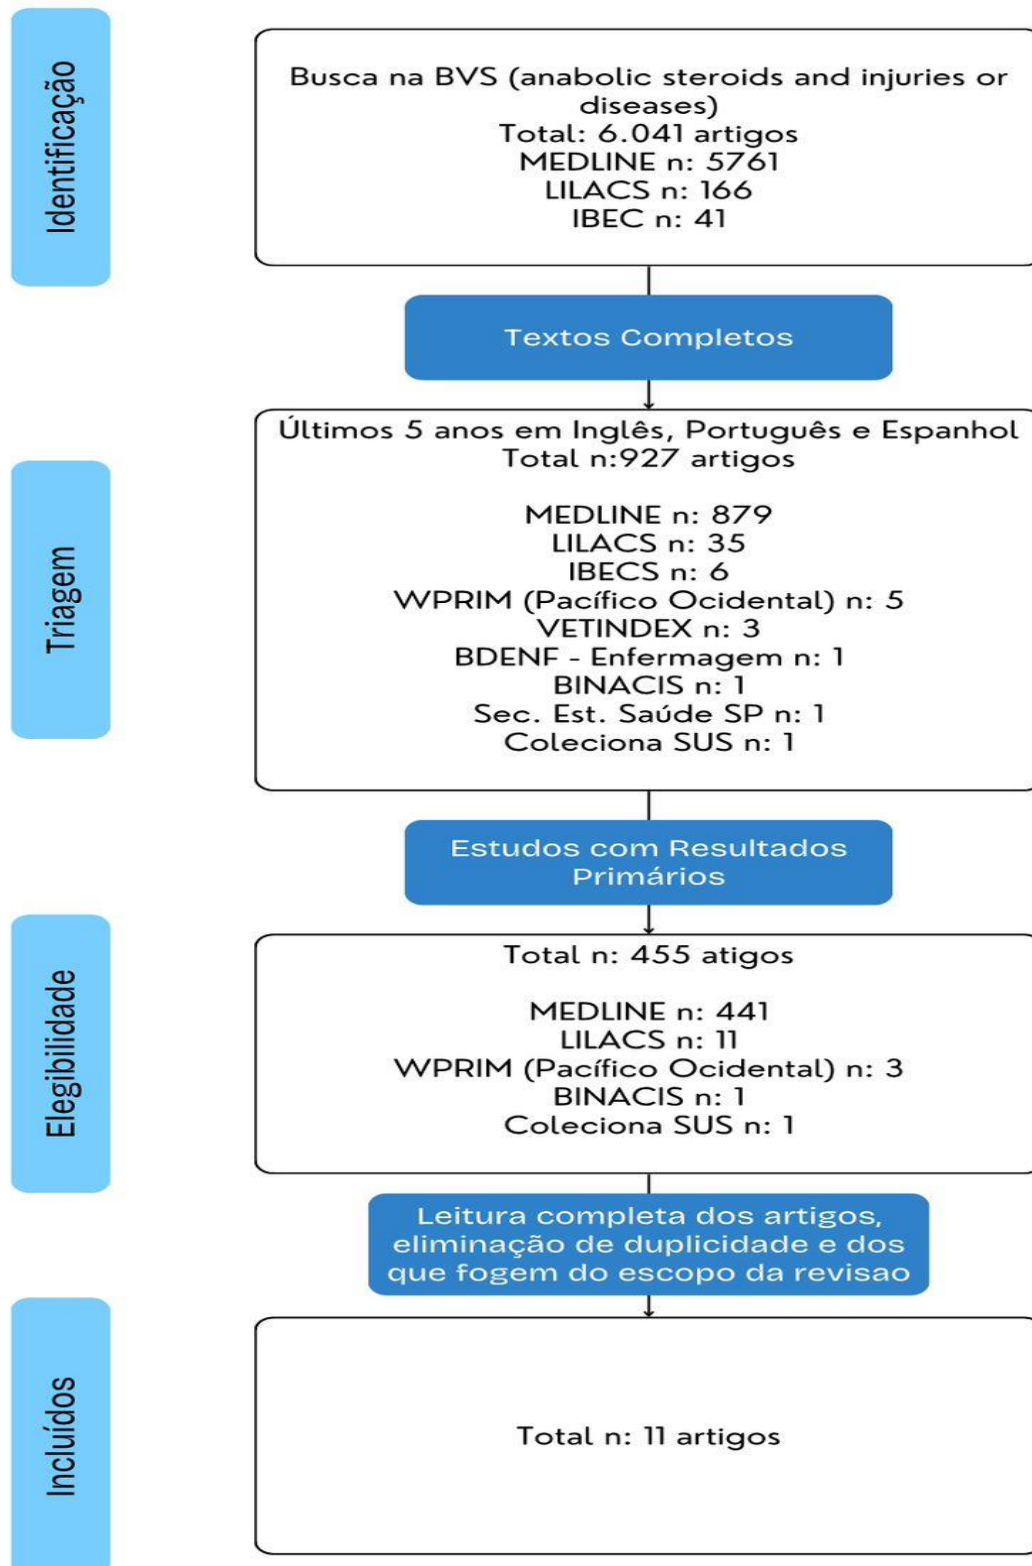 Identificação
Busca na BVS (anabolic steroids and injuries or
diseases)
Total: 6.041 artigos
MEDLINE n: 5761
LILACS n: 166
IBEC n: 41
Textos Completos
Triagem
Últimos 5 anos em Inglês, Português e Espanhol
Total n:927 artigos
MEDLINE n: 879
LILACS n: 35
IBECS n: 6
WPRIM (Pacífico Ocidental) n: 5
VETINDEX n: 3
BDENF - Enfermagem n: 1
BINACIS n: 1
Sec. Est. Saúde SP n: 1
Coleciona SUS n: 1
Estudos com Resultados
Primários
Elegibilidade
Total n: 455 atigos
MEDLINE n: 441
LILACS n: 11
WPRIM (Pacífico Ocidental) n: 3
BINACIS n: 1
Coleciona SUS n: 1
Leitura completa dos artigos,
eliminação de duplicidade e dos
que fogem do escopo da revisao
Incluídos
Total n: 11 artigos